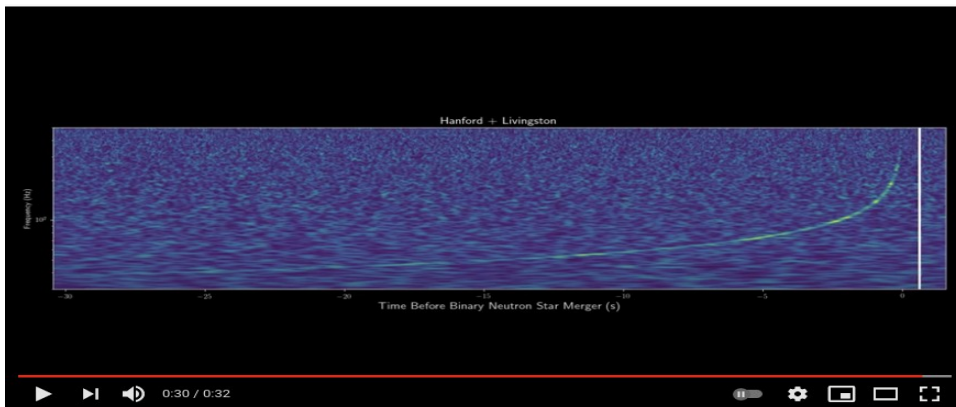 Hanford + Livingston
Frequency (Hz)
10²
−30 −25 −20 −15 −10 −5 0
Time Before Binary Neutron Star Merger (s)
0:30 / 0:32